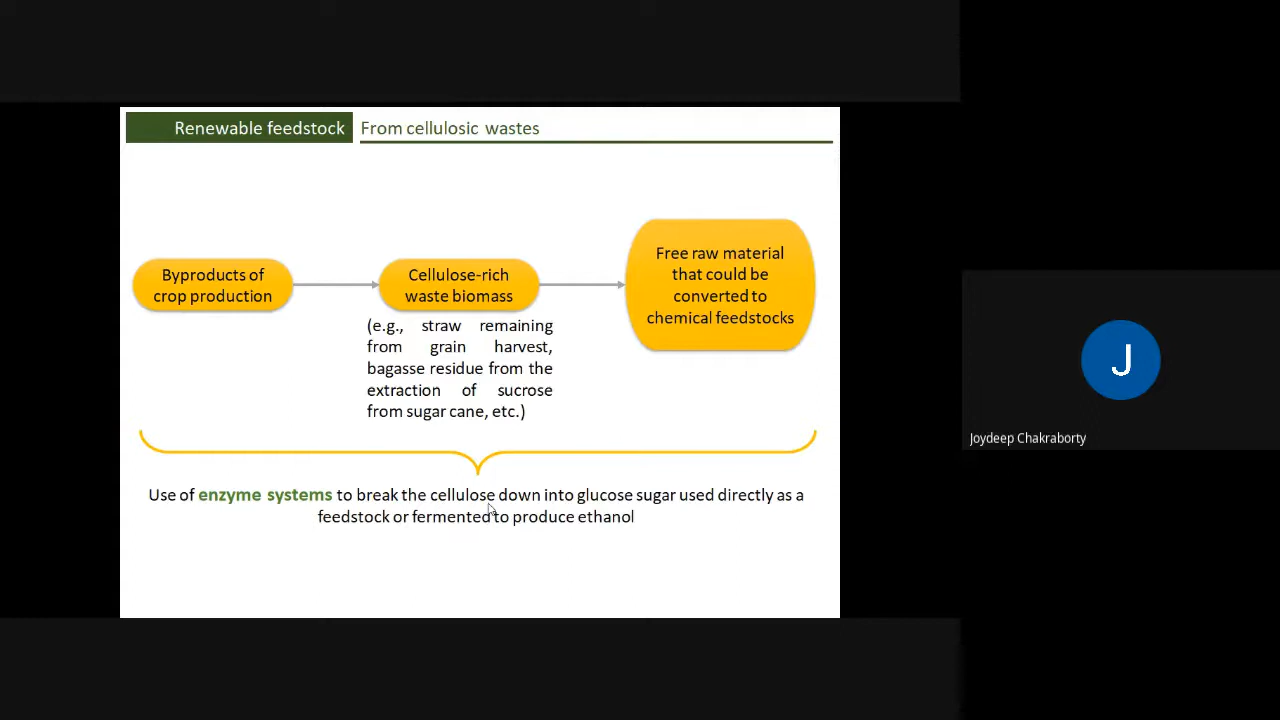 Renewable feedstock
From cellulosic wastes
Byproducts of
crop production
Cellulose-rich
waste biomass
(e.g., straw remaining
from grain harvest,
bagasse residue from the
extraction of sucrose
from sugar cane, etc.)
Free raw material
that could be
converted to
chemical feedstocks
Use of enzyme systems to break the cellulose down into glucose sugar used directly as a
feedstock or fermented to produce ethanol
J
Joydeep Chakraborty